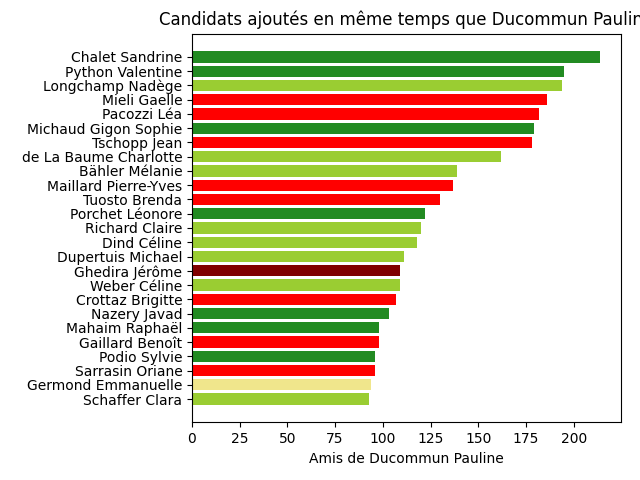 Candidats ajoutés en même temps que Ducommun Pauline
Chalet Sandrine
Python Valentine
Longchamp Nadège
Mieli Gaelle
Pacozzi Léa
Michaud Gigon Sophie
Tschopp Jean
de La Baume Charlotte
Bähler Mélanie
Maillard Pierre-Yves
Tuosto Brenda
Porchet Léonore
Richard Claire
Dind Céline
Dupertuis Michael
Ghedira Jérôme
Weber Céline
Crottaz Brigitte
Nazery Javad
Mahaim Raphaël
Gaillard Benoît
Podio Sylvie
Sarrasin Oriane
Germond Emmanuelle
Schaffer Clara
0 25 50 75 100 125 150 175 200
Amis de Ducommun Pauline